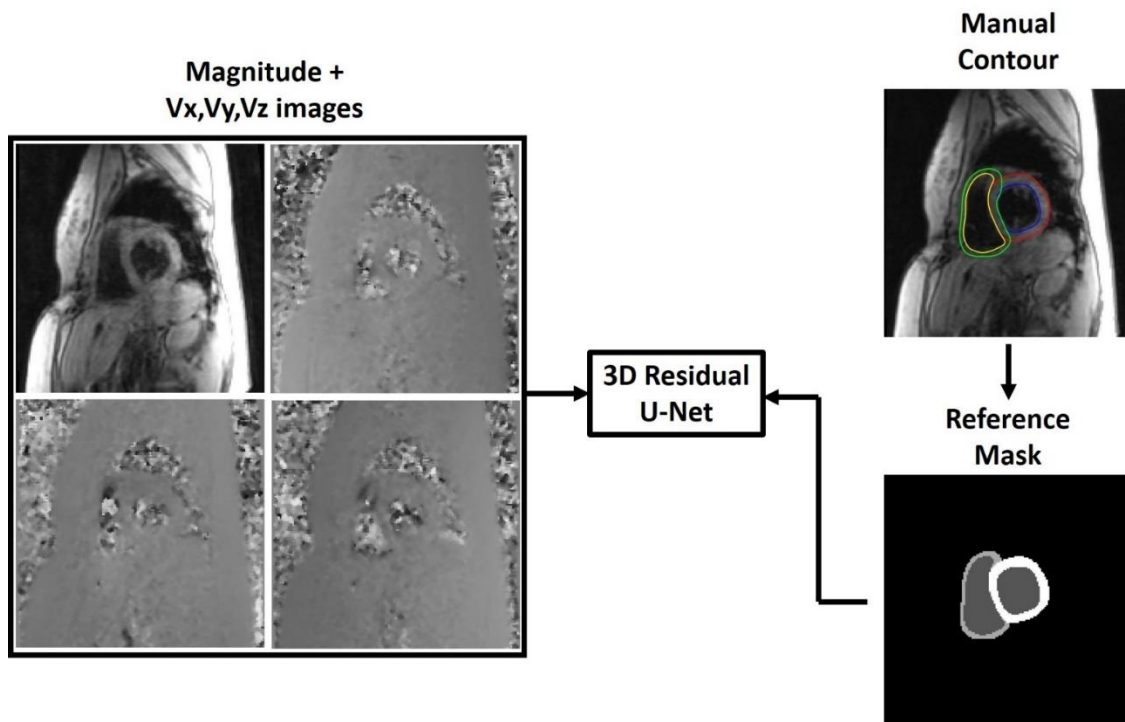 Magnitude +
Vx,Vy,Vz images
3D Residual
U-Net
Manual
Contour
Reference
Mask